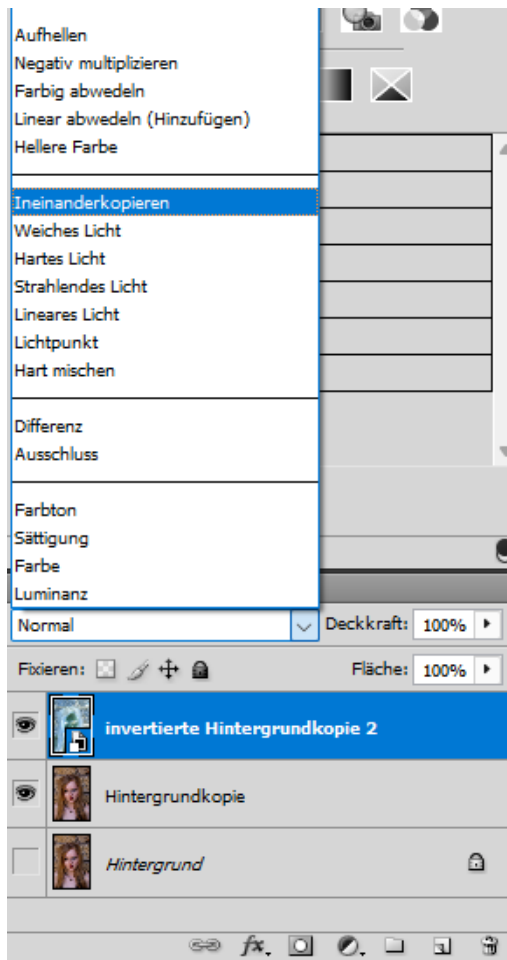 Aufhellen
Negativ multiplizieren
Farbig abwedeln
Linear abwedeln (Hinzufügen)
Hellere Farbe
Ineinanderkopieren
Weiches Licht
Hartes Licht
Strahlendes Licht
Lineares Licht
Lichtpunkt
Hart mischen
Differenz
Ausschluss
Farbton
Sättigung
Farbe
Luminanz
Normal Deckkraft: 100%
Fixieren: Fläche: 100%
invertierte Hintergrundkopie 2
Hintergrundkopie
Hintergrund
fx.